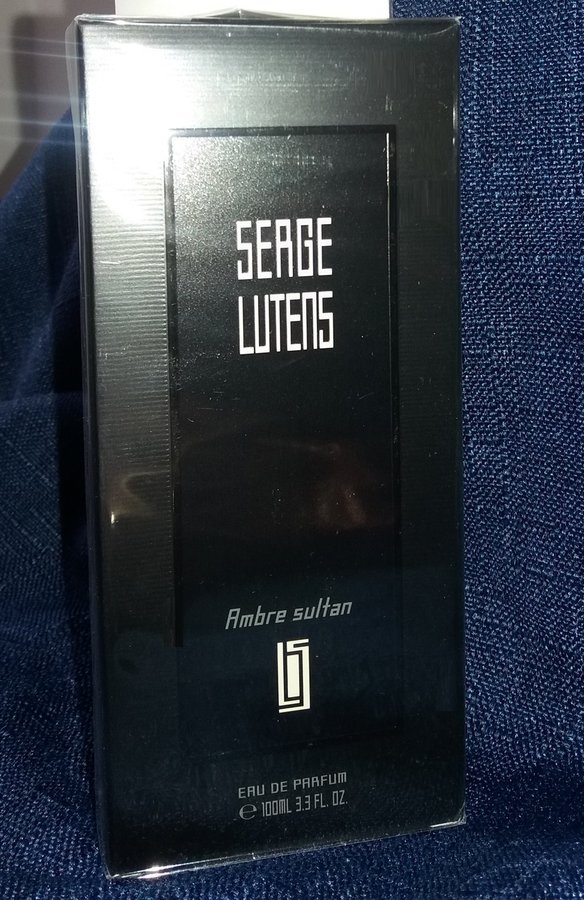 SERGE
LUTENS
Ambre sultan
EAU DE PARFUM
℮ 100ML 3.3 FL. OZ.